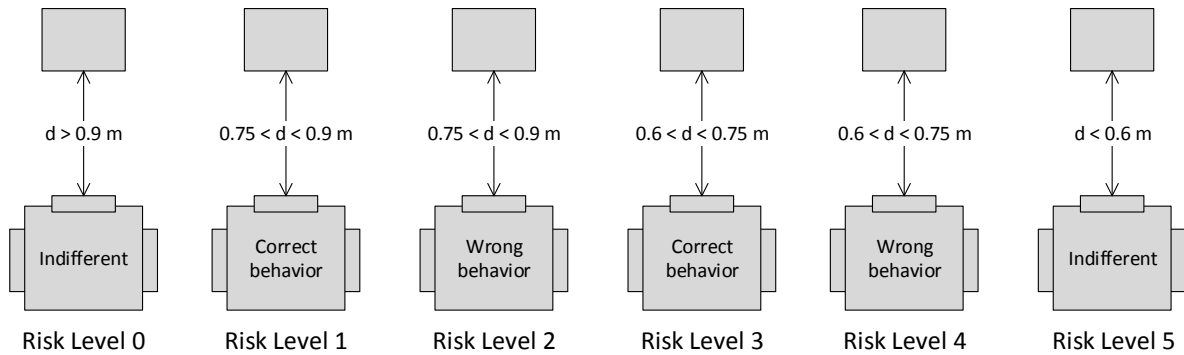 d > 0.9 m
0.75 < d < 0.9 m
0.75 < d < 0.9 m
0.6 < d < 0.75 m
0.6 < d < 0.75 m
d < 0.6 m
Indifferent
Correct
behavior
Wrong
behavior
Correct
behavior
Wrong
behavior
Indifferent
Risk Level 0
Risk Level 1
Risk Level 2
Risk Level 3
Risk Level 4
Risk Level 5